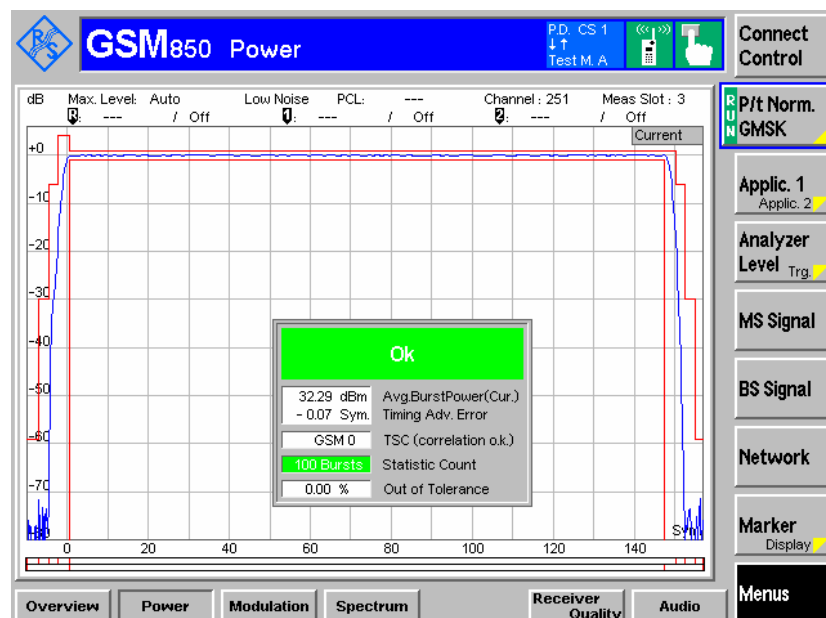 R&S
GSM850 Power
P.D. CS 1
Test M. A
Connect Control
dB Max. Level: Auto Low Noise PCL: --- Channel : 251 Meas Slot : 3
R: --- / Off 1: --- / Off 2: --- / Off
Current
RUN
P/t Norm.
GMSK
Applic. 1
Applic. 2
Analyzer
Level Trg.
MS Signal
BS Signal
Network
Marker
Display
Menus
+0
-10
-20
-30
-40
-50
-60
-70
Ok
32.29 dBm Avg.BurstPower(Cur.)
- 0.07 Sym. Timing Adv. Error
GSM 0 TSC (correlation o.k.)
100 Bursts Statistic Count
0.00 % Out of Tolerance
0 20 40 60 80 100 120 140
Overview Power Modulation Spectrum Receiver Quality Audio